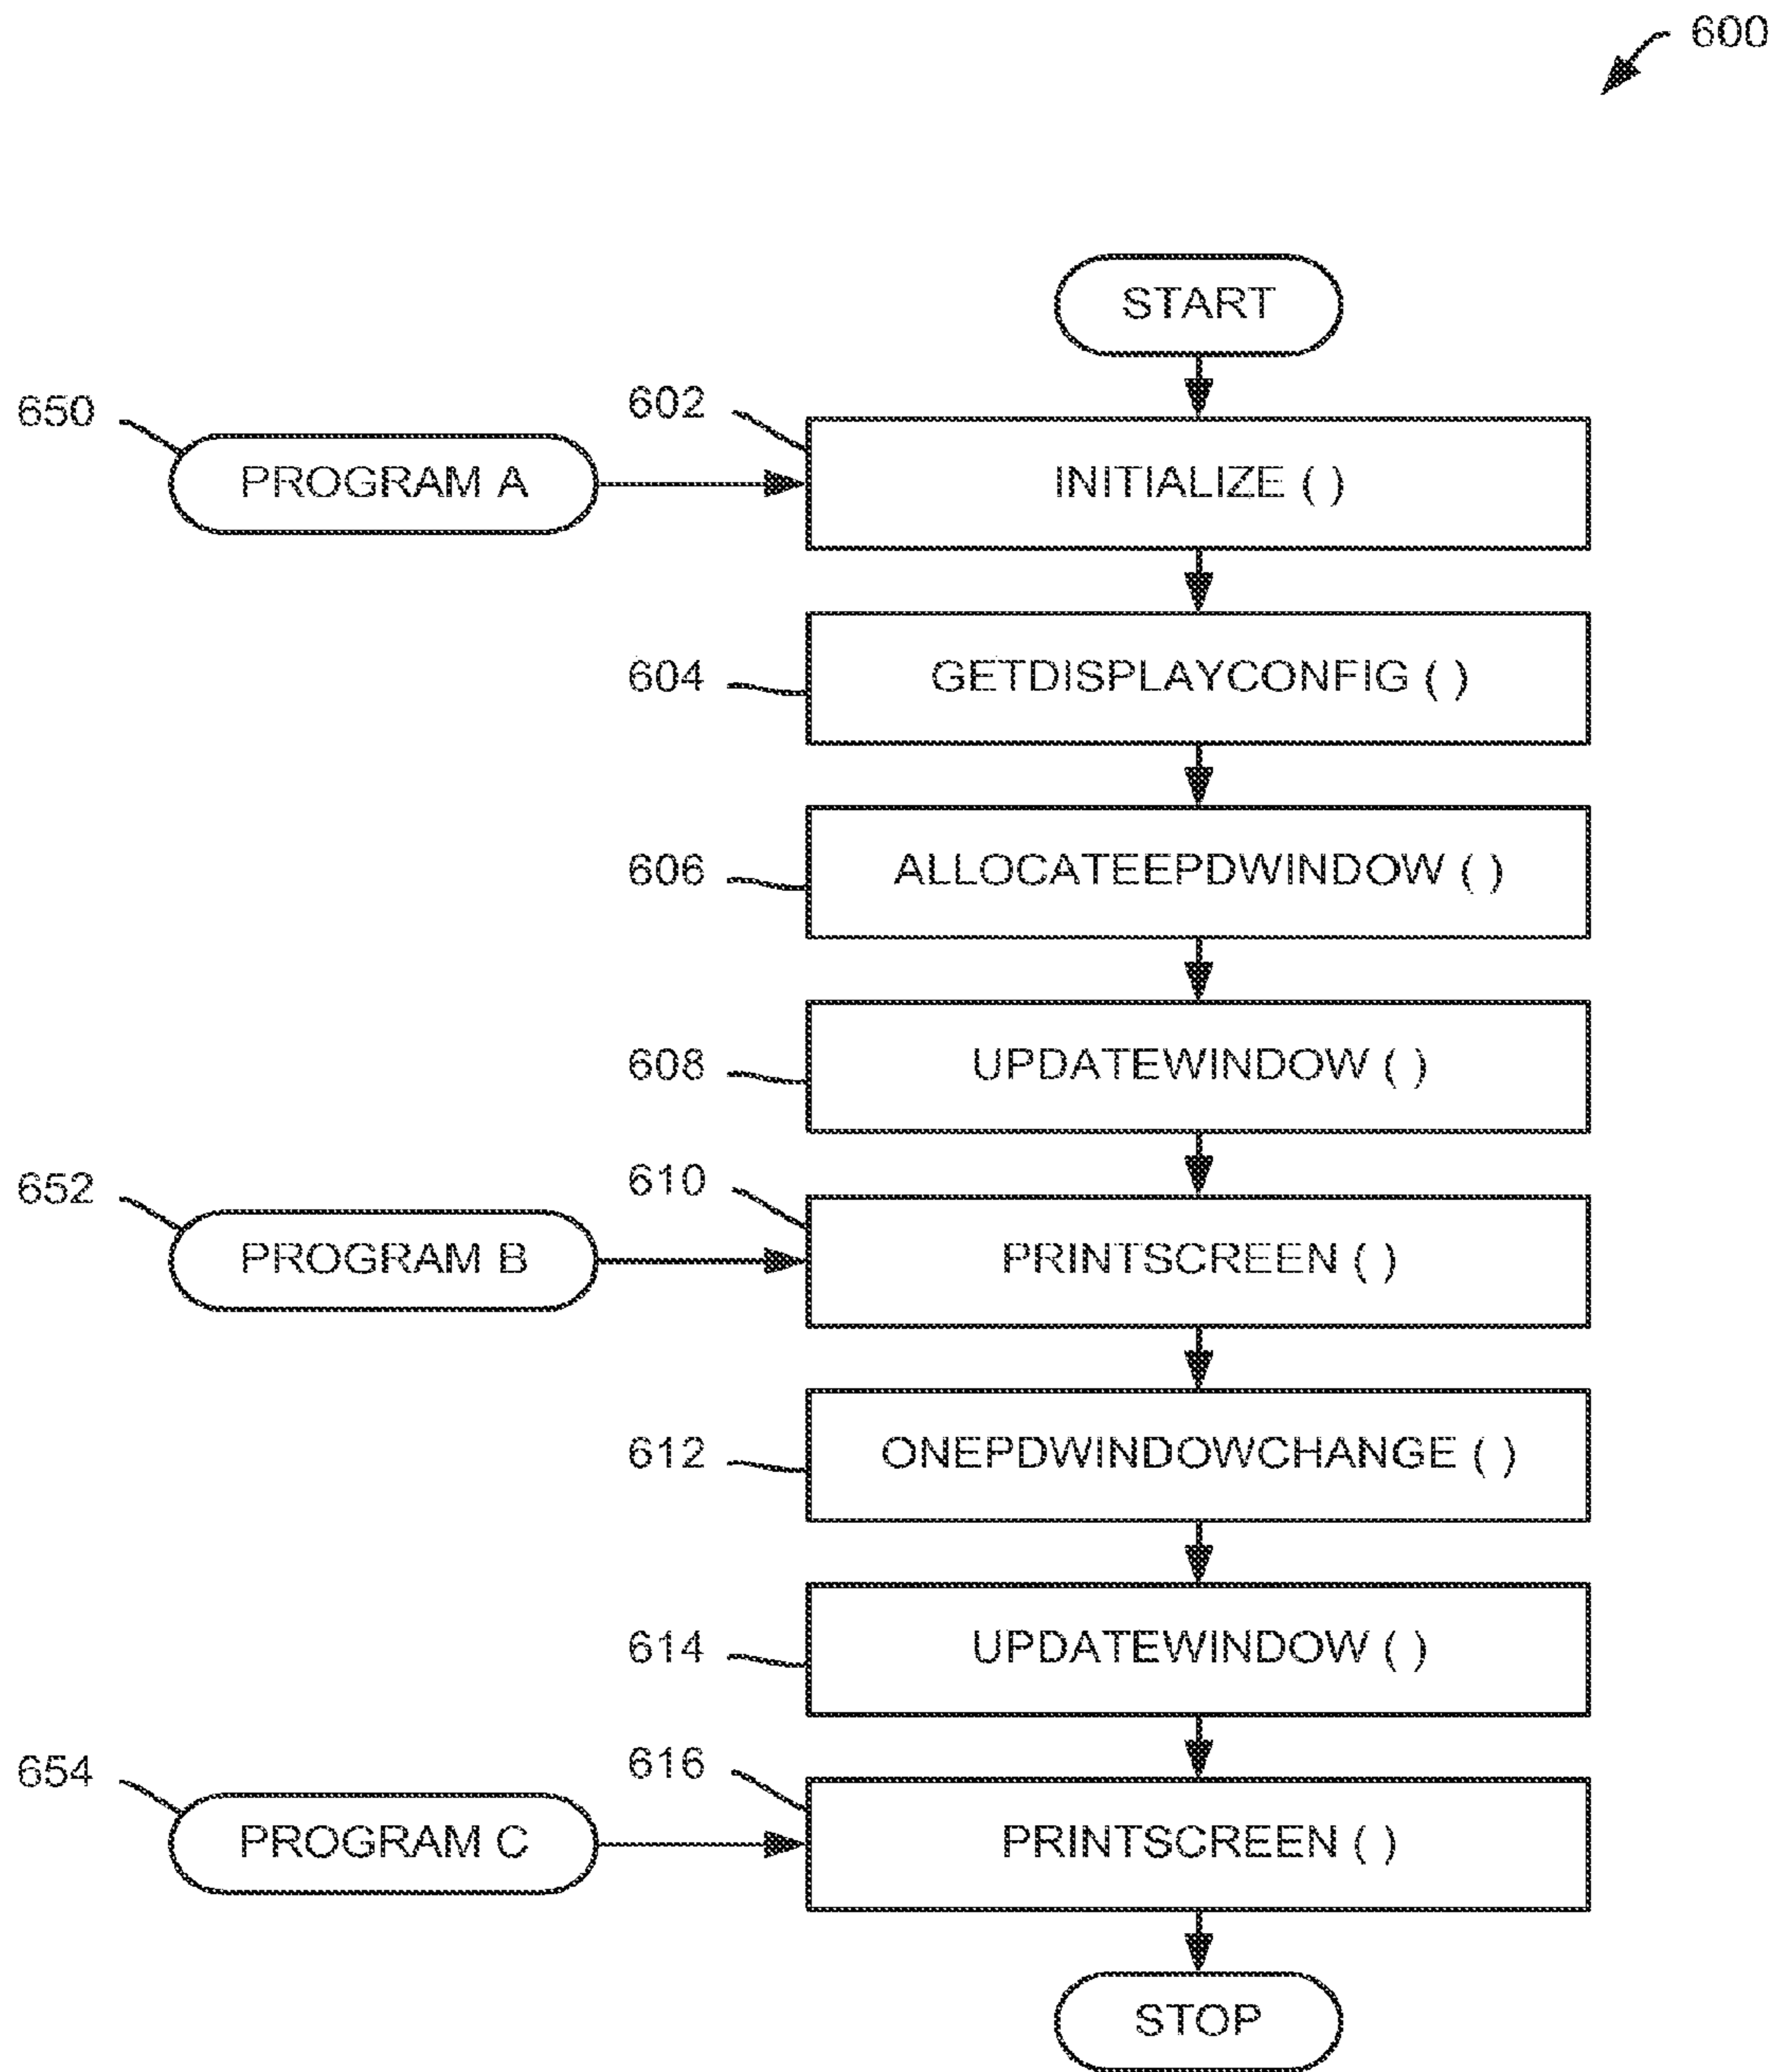 600
START
650
602
PROGRAM A
INITIALIZE ( )
604
GETDISPLAYCONFIG ( )
606
ALLOCATEEPDWINDOW ( )
608
UPDATEWINDOW ( )
652
610
PROGRAM B
PRINTSCREEN ( )
612
ONEPDWINDOWCHANGE ( )
614
UPDATEWINDOW ( )
654
616
PROGRAM C
PRINTSCREEN ( )
STOP